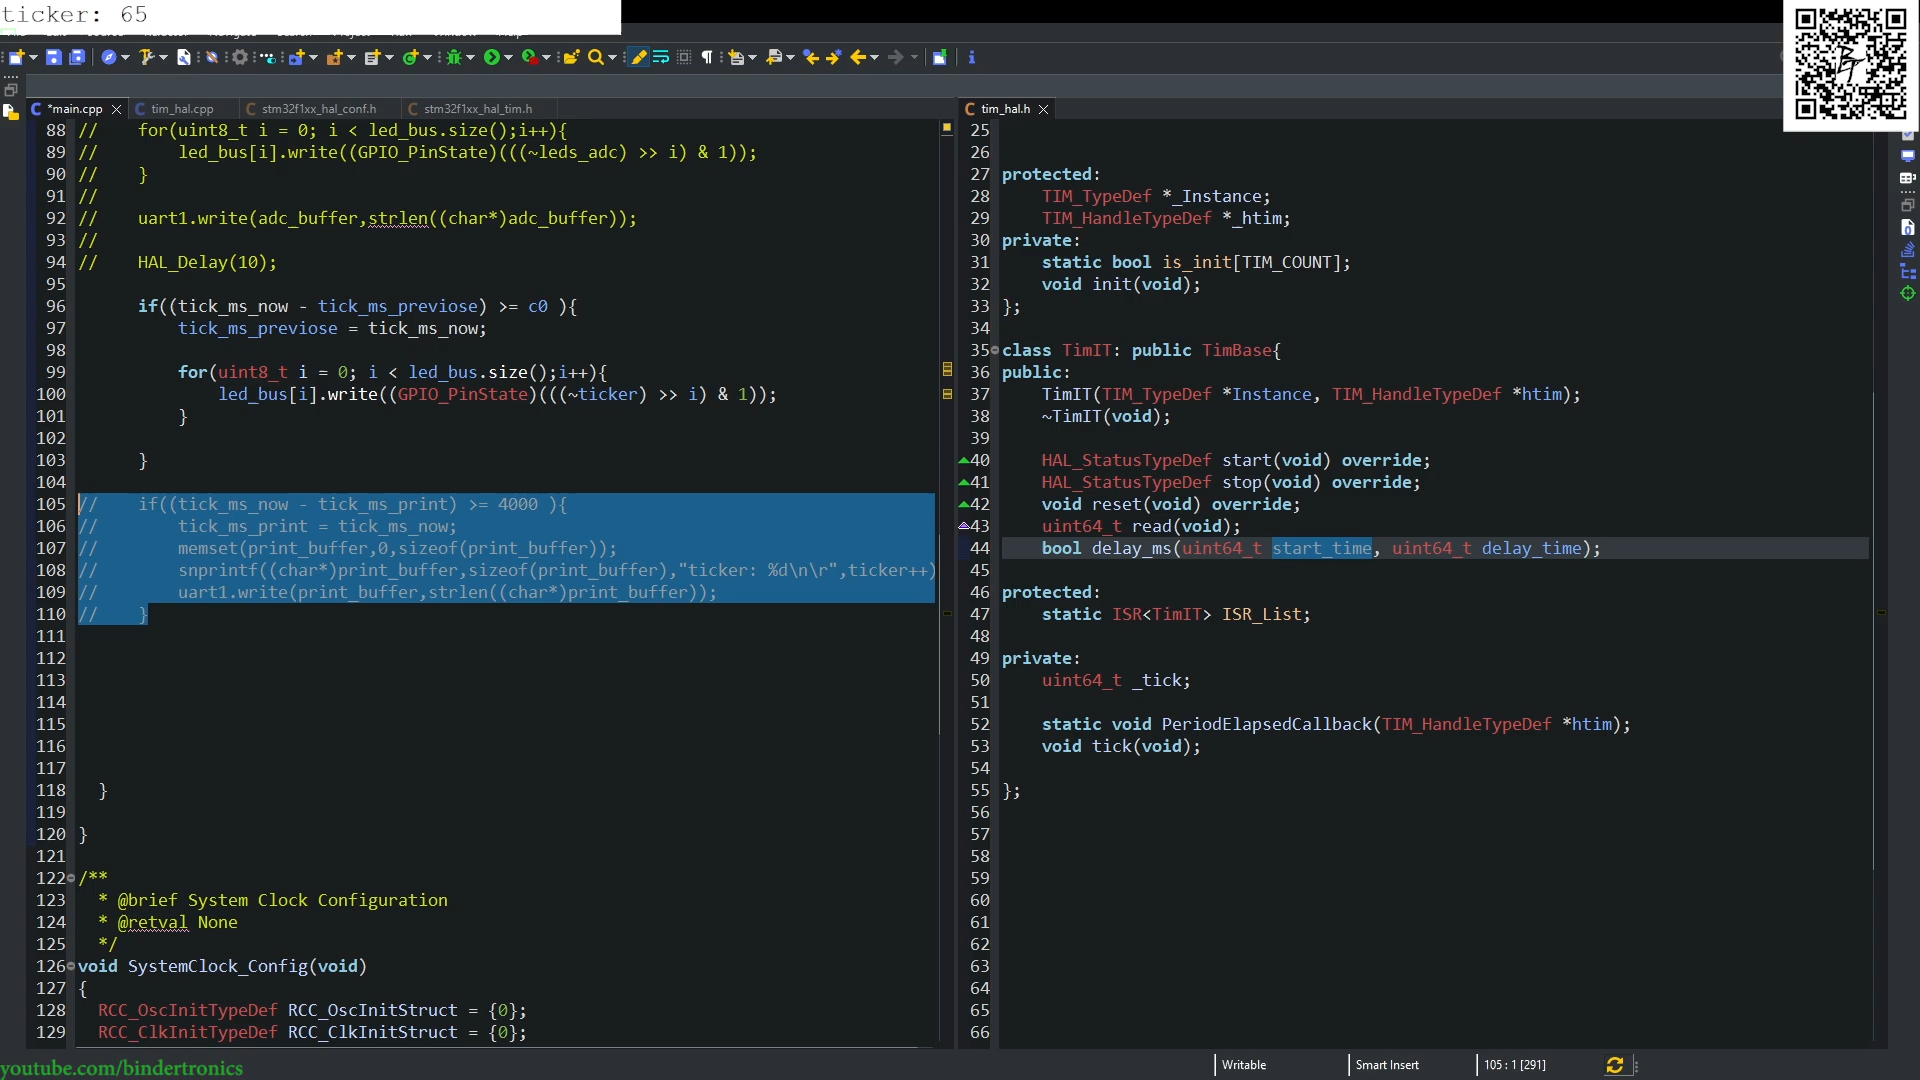 ticker: 65
*main.cpp
tim_hal.cpp
stm32f1xx_hal_conf.h
stm32f1xx_hal_tim.h
88 //    for(uint8_t i = 0; i < led_bus.size();i++){
89 //        led_bus[i].write((GPIO_PinState)(((~leds_adc) >> i) & 1));
90 //    }
91 //
92 //    uart1.write(adc_buffer,strlen((char*)adc_buffer));
93 //
94 //    HAL_Delay(10);
95
96       if((tick_ms_now - tick_ms_previose) >= c0 ){
97           tick_ms_previose = tick_ms_now;
98
99           for(uint8_t i = 0; i < led_bus.size();i++){
100              led_bus[i].write((GPIO_PinState)(((~ticker) >> i) & 1));
101          }
102
103      }
104
105 //    if((tick_ms_now - tick_ms_print) >= 4000 ){
106 //        tick_ms_print = tick_ms_now;
107 //        memset(print_buffer,0,sizeof(print_buffer));
108 //        snprintf((char*)print_buffer,sizeof(print_buffer),"ticker: %d\n\r",ticker++)
109 //        uart1.write(print_buffer,strlen((char*)print_buffer));
110 //    }
111
112
113
114
115
116
117
118  }
119
120 }
121
122 /**
123  * @brief System Clock Configuration
124  * @retval None
125  */
126 void SystemClock_Config(void)
127 {
128  RCC_OscInitTypeDef RCC_OscInitStruct = {0};
129  RCC_ClkInitTypeDef RCC_ClkInitStruct = {0};
tim_hal.h
25
26
27 protected:
28     TIM_TypeDef *_Instance;
29     TIM_HandleTypeDef *_htim;
30 private:
31     static bool is_init[TIM_COUNT];
32     void init(void);
33 };
34
35 class TimIT: public TimBase{
36 public:
37     TimIT(TIM_TypeDef *Instance, TIM_HandleTypeDef *htim);
38     ~TimIT(void);
39
40     HAL_StatusTypeDef start(void) override;
41     HAL_StatusTypeDef stop(void) override;
42     void reset(void) override;
43     uint64_t read(void);
44     bool delay_ms(uint64_t start_time, uint64_t delay_time);
45
46 protected:
47     static ISR<TimIT> ISR_List;
48
49 private:
50     uint64_t _tick;
51
52     static void PeriodElapsedCallback(TIM_HandleTypeDef *htim);
53     void tick(void);
54
55 };
56
57
58
59
60
61
62
63
64
65
66
youtube.com/bindertronics
Writable
Smart Insert
105 : 1 [291]